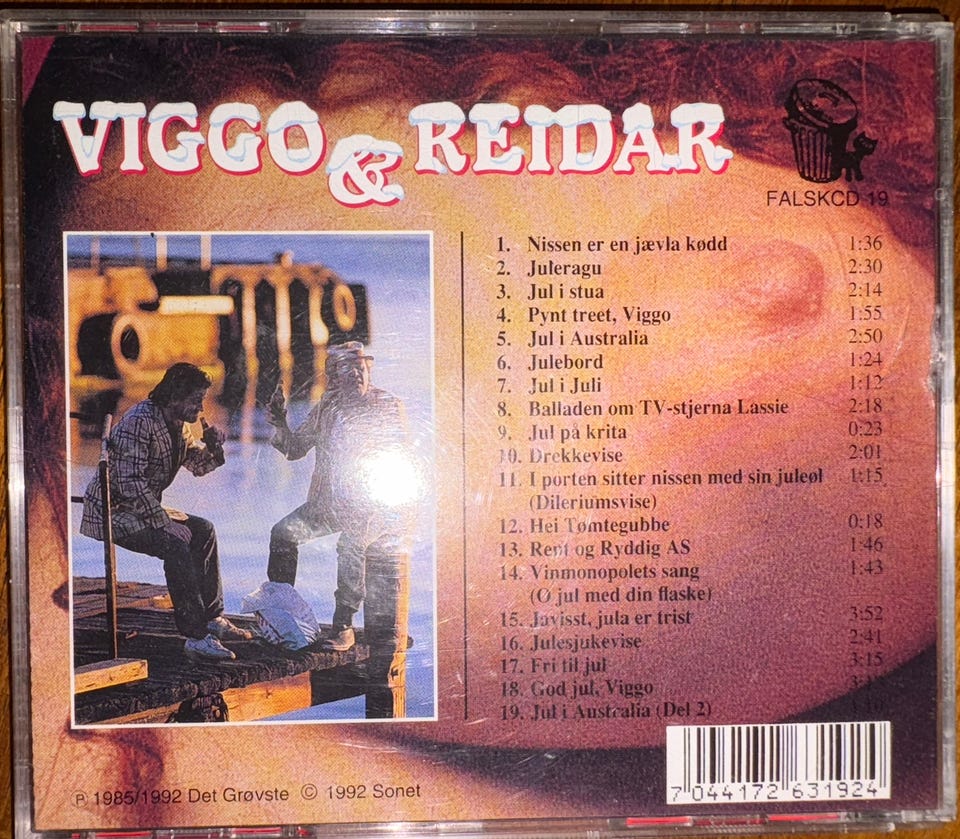 VIGGO & REIDAR
FALSKCD 19
1. Nissen er en jævla kødd 1:36
2. Juleragu 2:30
3. Jul i stua 2:14
4. Pynt treet, Viggo 1:55
5. Jul i Australia 2:50
6. Julebord 1:24
7. Jul i Juli 1:12
8. Balladen om TV-stjerna Lassie 2:18
9. Jul på krita 0:23
10. Drekkevise 2:01
11. I porten sitter nissen med sin juleøl 1:15
(Dileriumsvise)
12. Hei Tømtegubbe 0:18
13. Rent og Ryddig AS 1:46
14. Vinmonopolets sang 1:43
(O jul med din flaske)
15. Javisst, jula er trist 3:52
16. Julesjukevise 2:41
17. Fri til jul 3:15
18. God jul, Viggo
19. Jul i Australia (Del 2)
℗ 1985/1992 Det Grøvste © 1992 Sonet
7 044172 631924